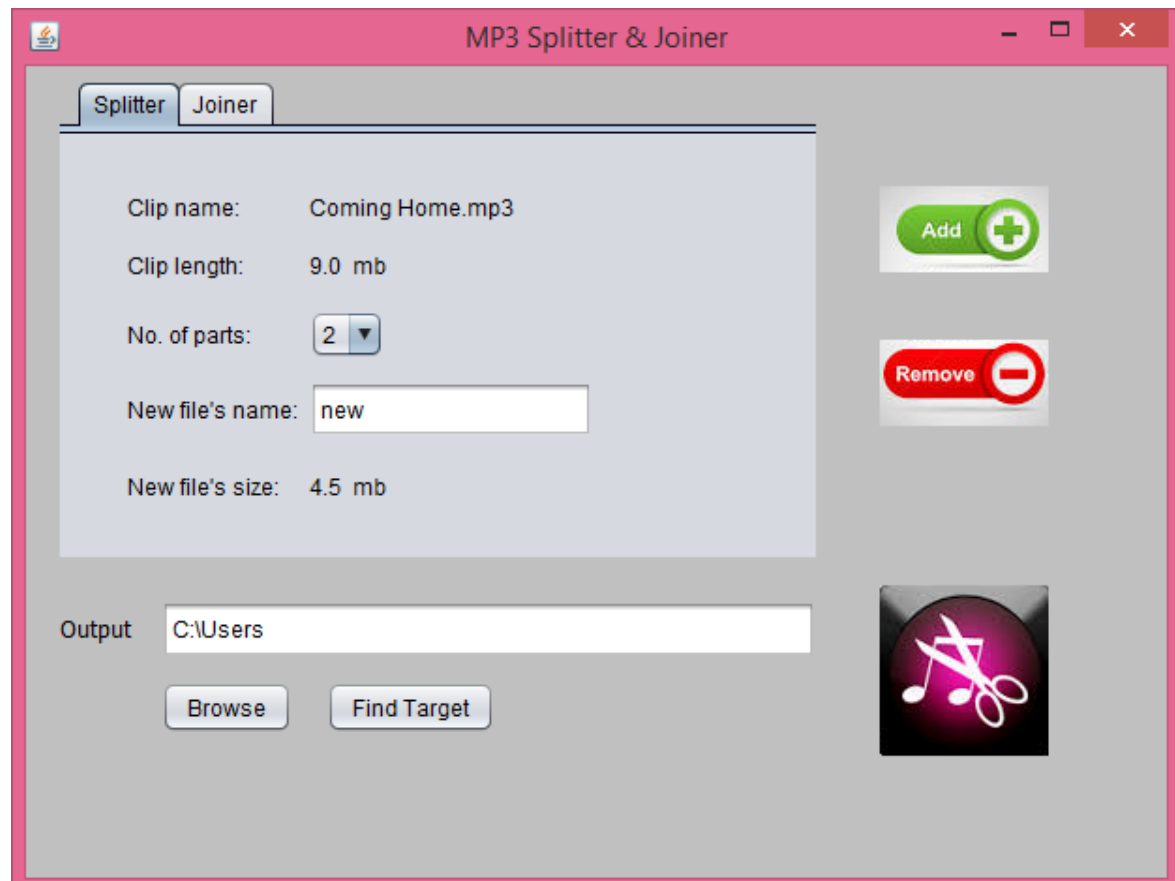 MP3 Splitter & Joiner
Splitter Joiner
Clip name: Coming Home.mp3
Clip length: 9.0 mb
No. of parts: 2
New file's name: new
New file's size: 4.5 mb
Add
Remove
Output C:\Users
Browse Find Target